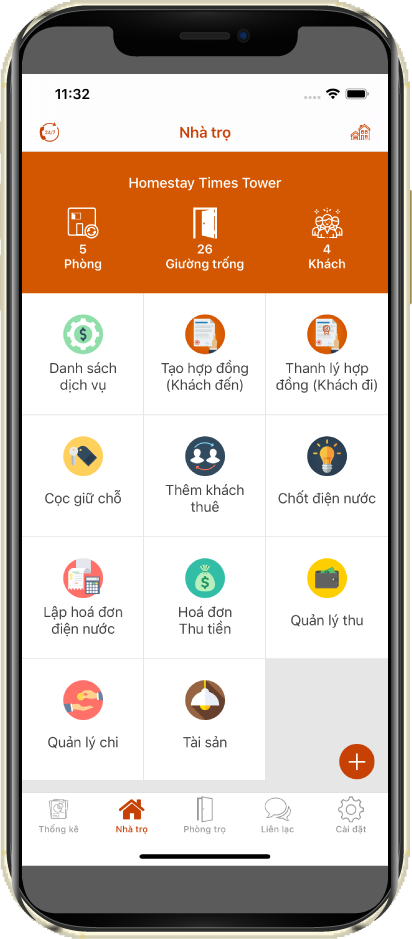 11:32
24/7
Nhà trọ
Homestay Times Tower
5
Phòng
26
Giường trống
4
Khách
Danh sách
dịch vụ
Tạo hợp đồng
(Khách đến)
Thanh lý hợp
đồng (Khách đi)
Cọc giữ chỗ
Thêm khách
thuê
Chốt điện nước
Lập hoá đơn
điện nước
Hoá đơn
Thu tiền
Quản lý thu
Quản lý chi
Tài sản
Thống kê
Nhà trọ
Phòng trọ
Liên lạc
Cài đặt